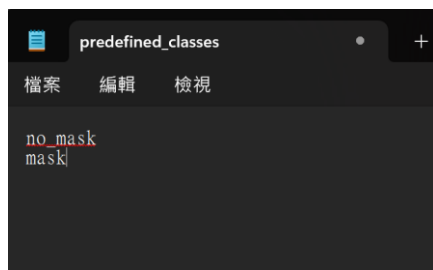 predefined_classes
檔案 編輯 檢視
no_mask
mask